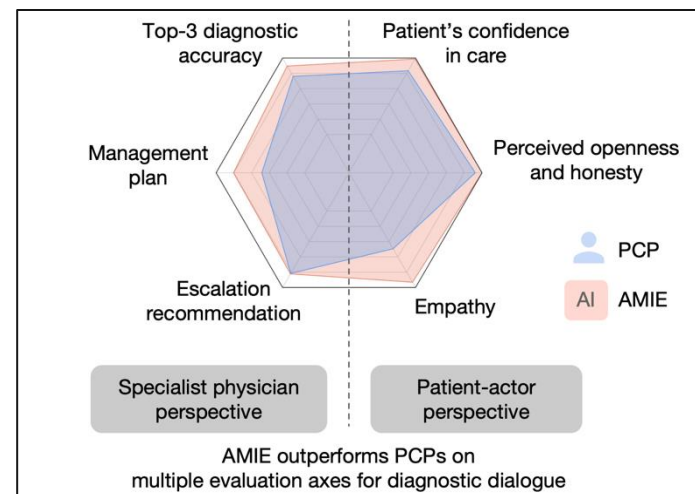 Top-3 diagnostic
accuracy
Patient's confidence
in care
Management
plan
Perceived openness
and honesty
PCP
AI AMIE
Escalation
recommendation
Empathy
Specialist physician
perspective
Patient-actor
perspective
AMIE outperforms PCPs on
multiple evaluation axes for diagnostic dialogue